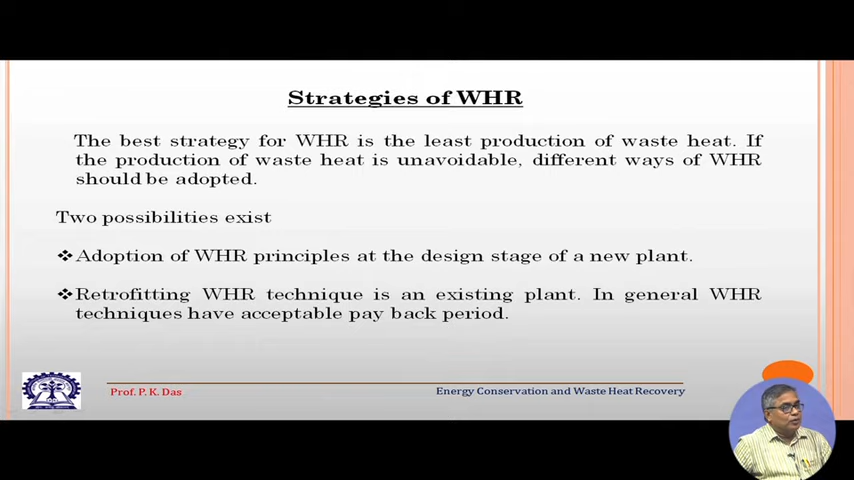 Strategies of WHR
The best strategy for WHR is the least production of waste heat. If
the production of waste heat is unavoidable, different ways of WHR
should be adopted.
Two possibilities exist
❖Adoption of WHR principles at the design stage of a new plant.
❖Retrofitting WHR technique is an existing plant. In general WHR
techniques have acceptable pay back period.
Prof. P. K. Das
Energy Conservation and Waste Heat Recovery